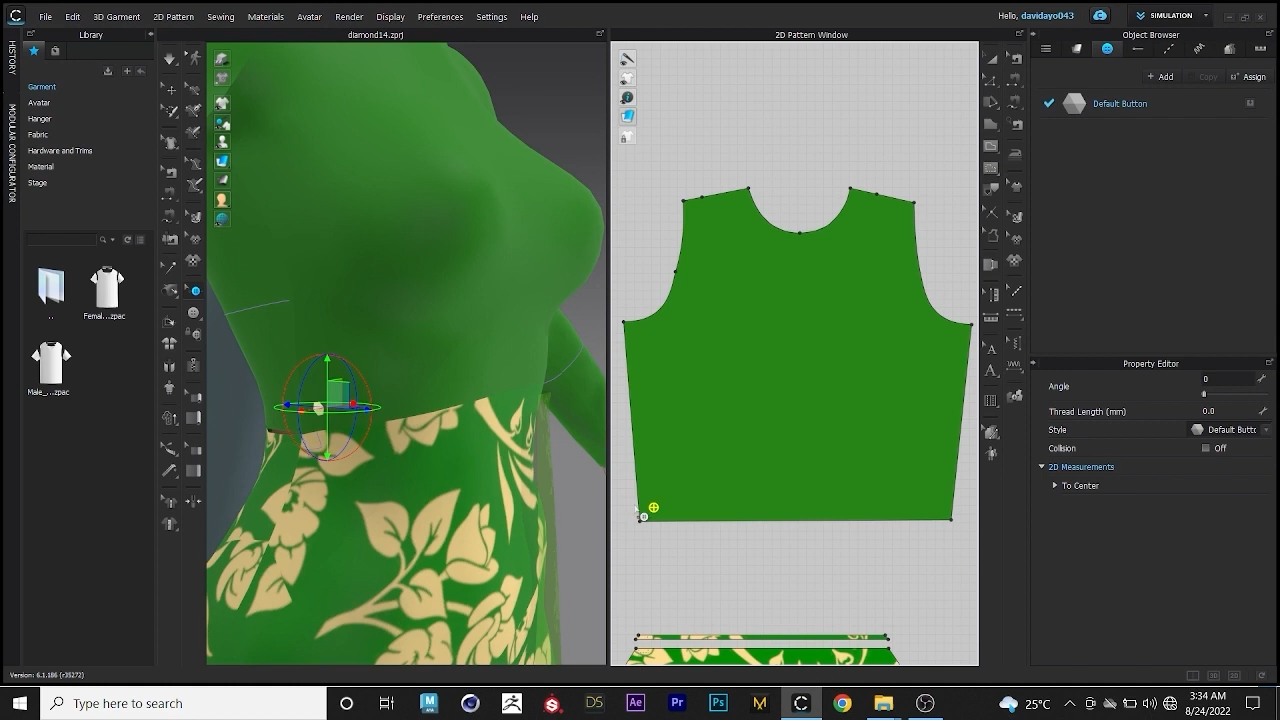 File
Edit
3D Garment
2D Pattern
Sewing
Materials
Avatar
Render
Display
Preferences
Settings
Help
Hello, davidayo043
SIMULATION
HISTORY
MODULAR CONFIGURATOR
Library
diamond14.zprj
2D Pattern Window
Object Browser
Garment
Avatar
Hanger
Fabric
Hardware and Trims
Material
Stage
..
Femal....zpac
Male_...zpac
Add
Copy
Assign
Default Button
Property Editor
Angle
0
Thread Length (mm)
0.0
Style
Default Buttc
Collision
Off
2D Measurements
To Center
Version: 6.1.186 (r35272)
3D
2D
Type here to search
25°C
3:34 AM
8/24/2022